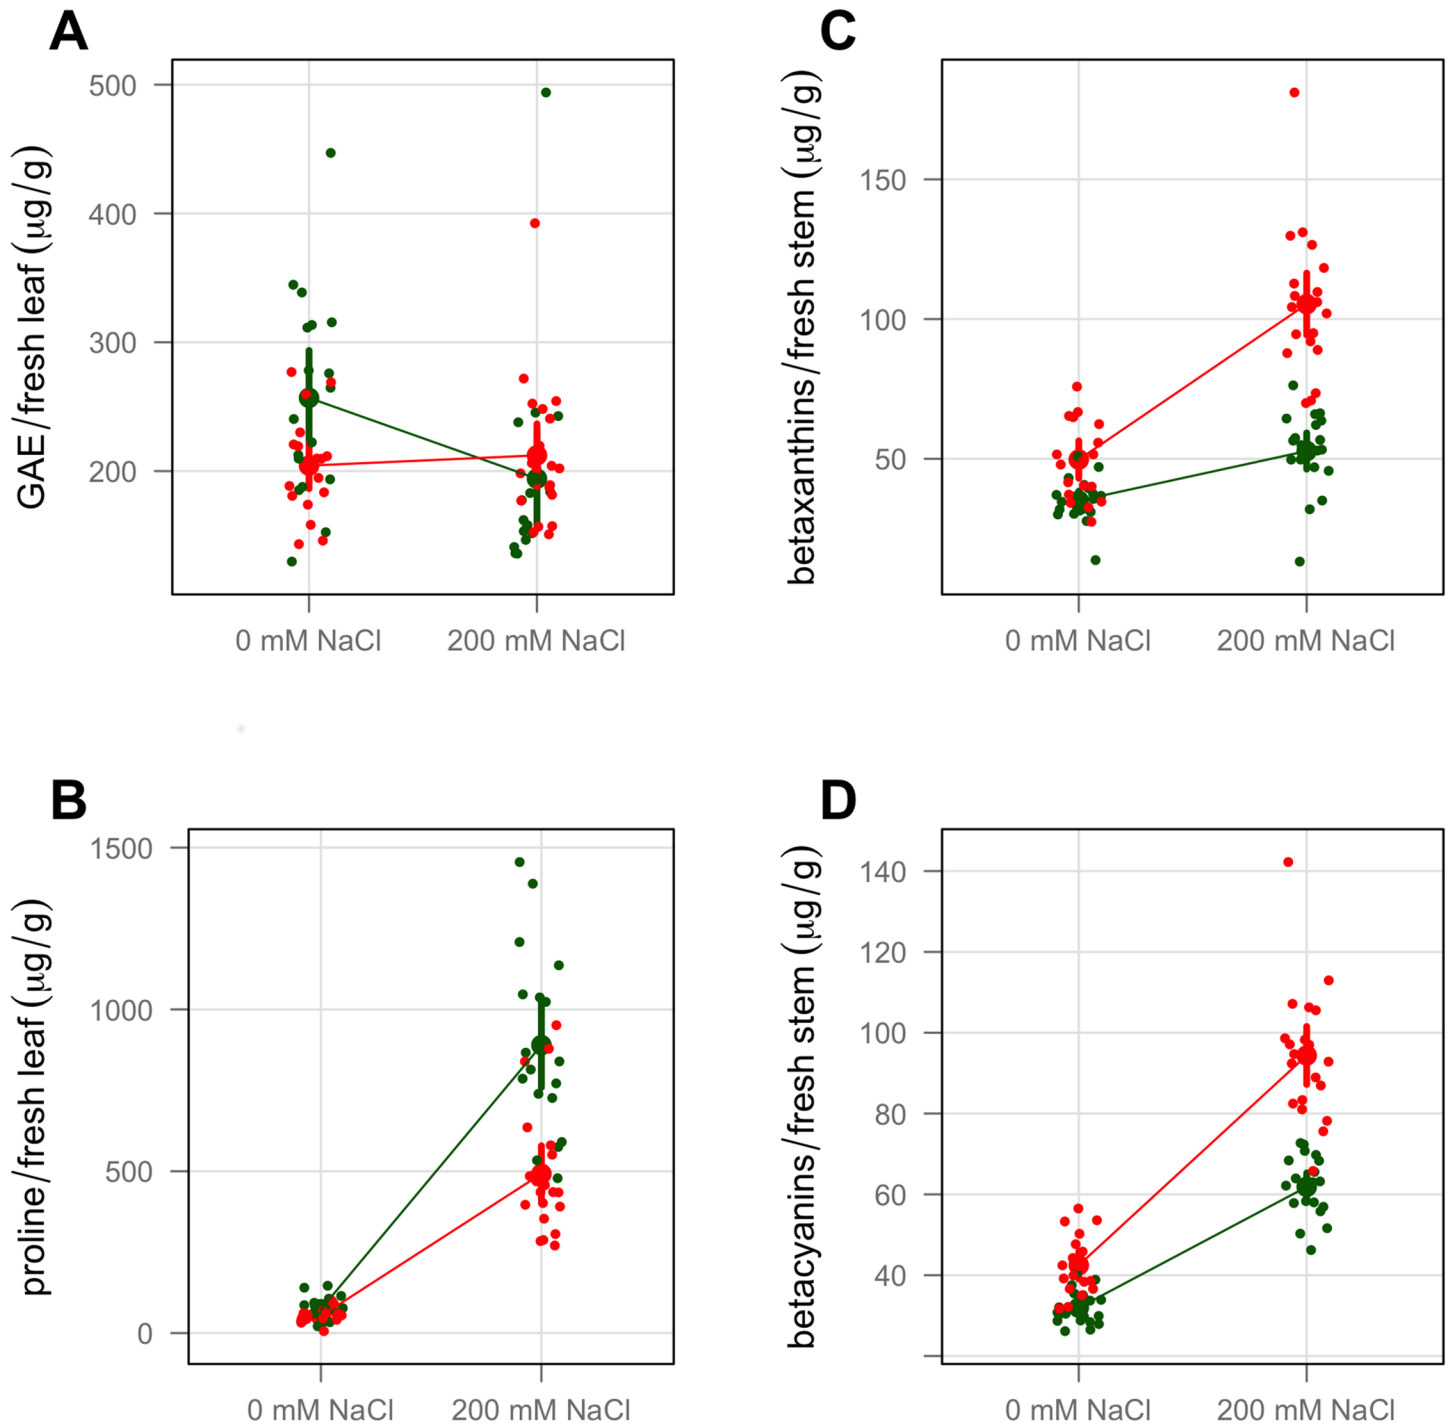 A
GAE/fresh leaf (μg/g)
500
400
300
200
0 mM NaCl
200 mM NaCl
C
betaxanthins/fresh stem (μg/g)
150
100
50
0 mM NaCl
200 mM NaCl
B
proline/fresh leaf (μg/g)
1500
1000
500
0
0 mM NaCl
200 mM NaCl
D
betacyanins/fresh stem (μg/g)
140
120
100
80
60
40
0 mM NaCl
200 mM NaCl